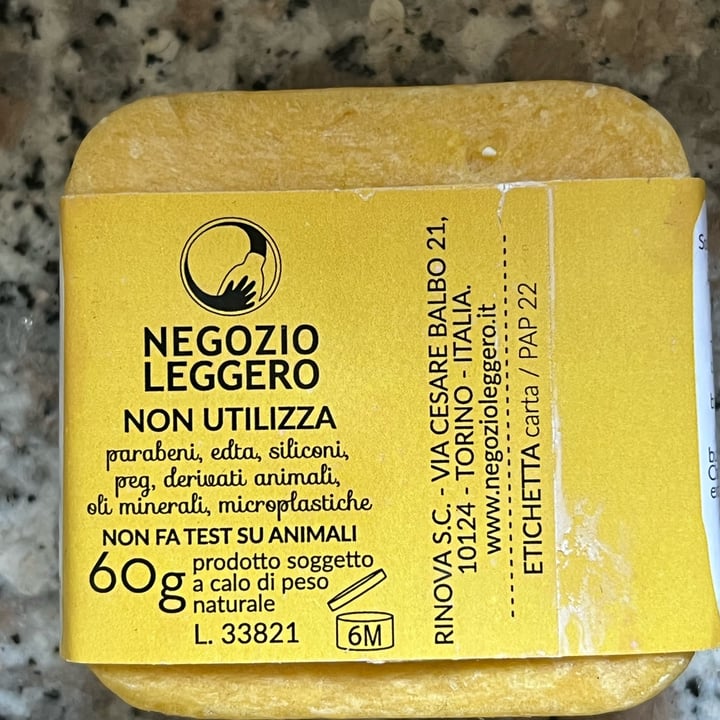 NEGOZIO
LEGGERO
NON UTILIZZA
parabeni, edta, siliconi,
peg, derivati animali,
oli minerali, microplastiche
NON FA TEST SU ANIMALI
60g
prodotto soggetto
a calo di peso
naturale
L. 33821
6M
RINOVA S.C. - VIA CESARE BALBO 21,
10124 - TORINO - ITALIA.
www.negozioleggero.it
ETICHETTA carta / PAP 22